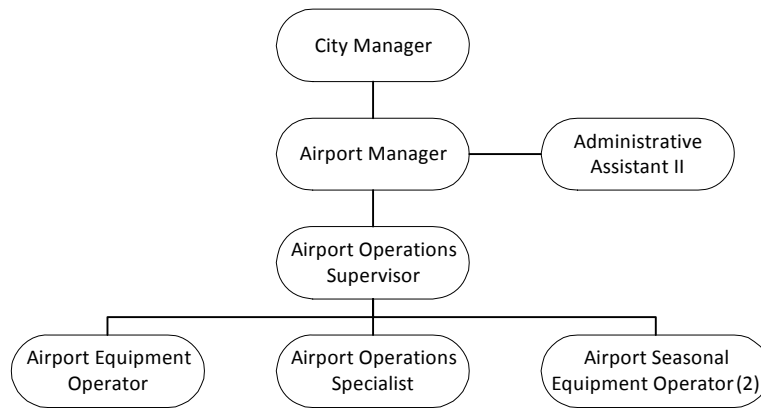 City Manager
Airport Manager
Administrative
Assistant II
Airport Operations
Supervisor
Airport Equipment
Operator
Airport Operations
Specialist
Airport Seasonal
Equipment Operator (2)